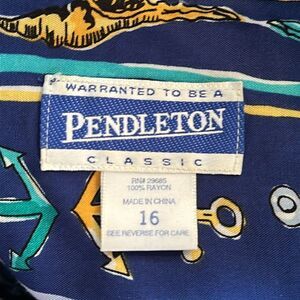 WARRANTED TO BE A
PENDLETON
CLASSIC
RN# 29685
100% RAYON
MADE IN CHINA
16
SEE REVERSE FOR CARE